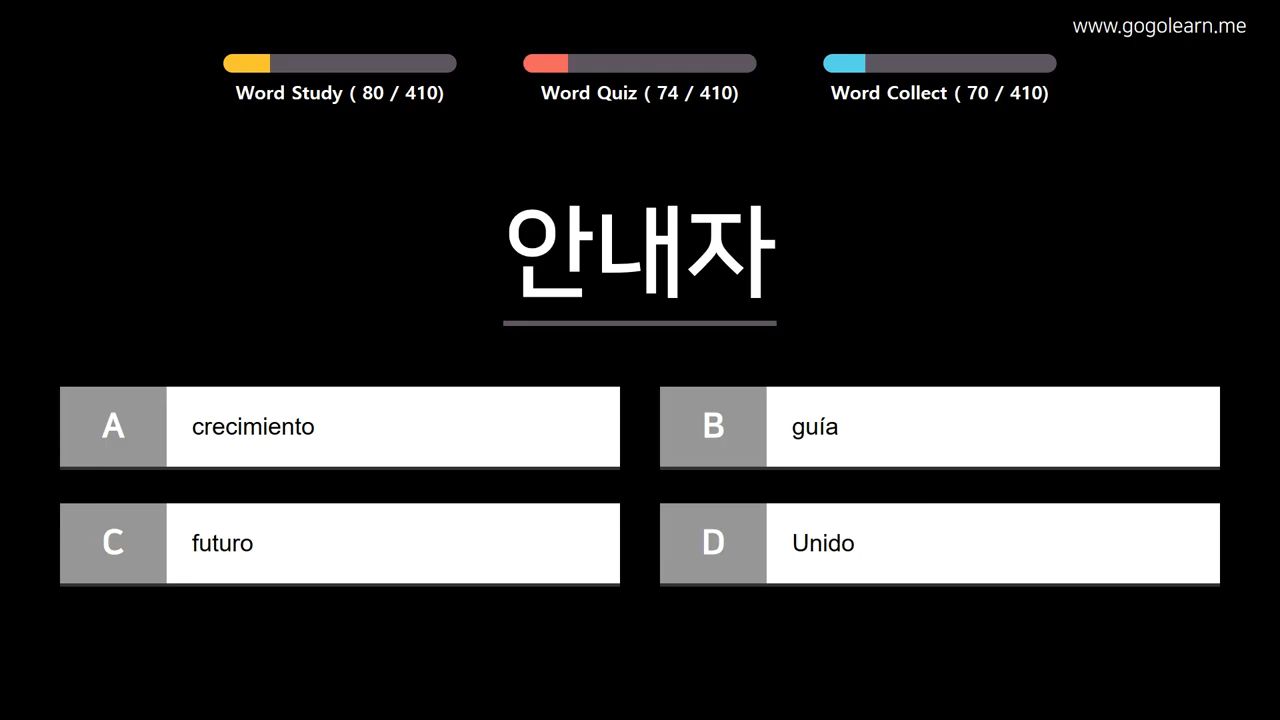 www.gogolearn.me
Word Study ( 80 / 410)
Word Quiz ( 74 / 410)
Word Collect ( 70 / 410)
안내자
A crecimiento
B guía
C futuro
D Unido